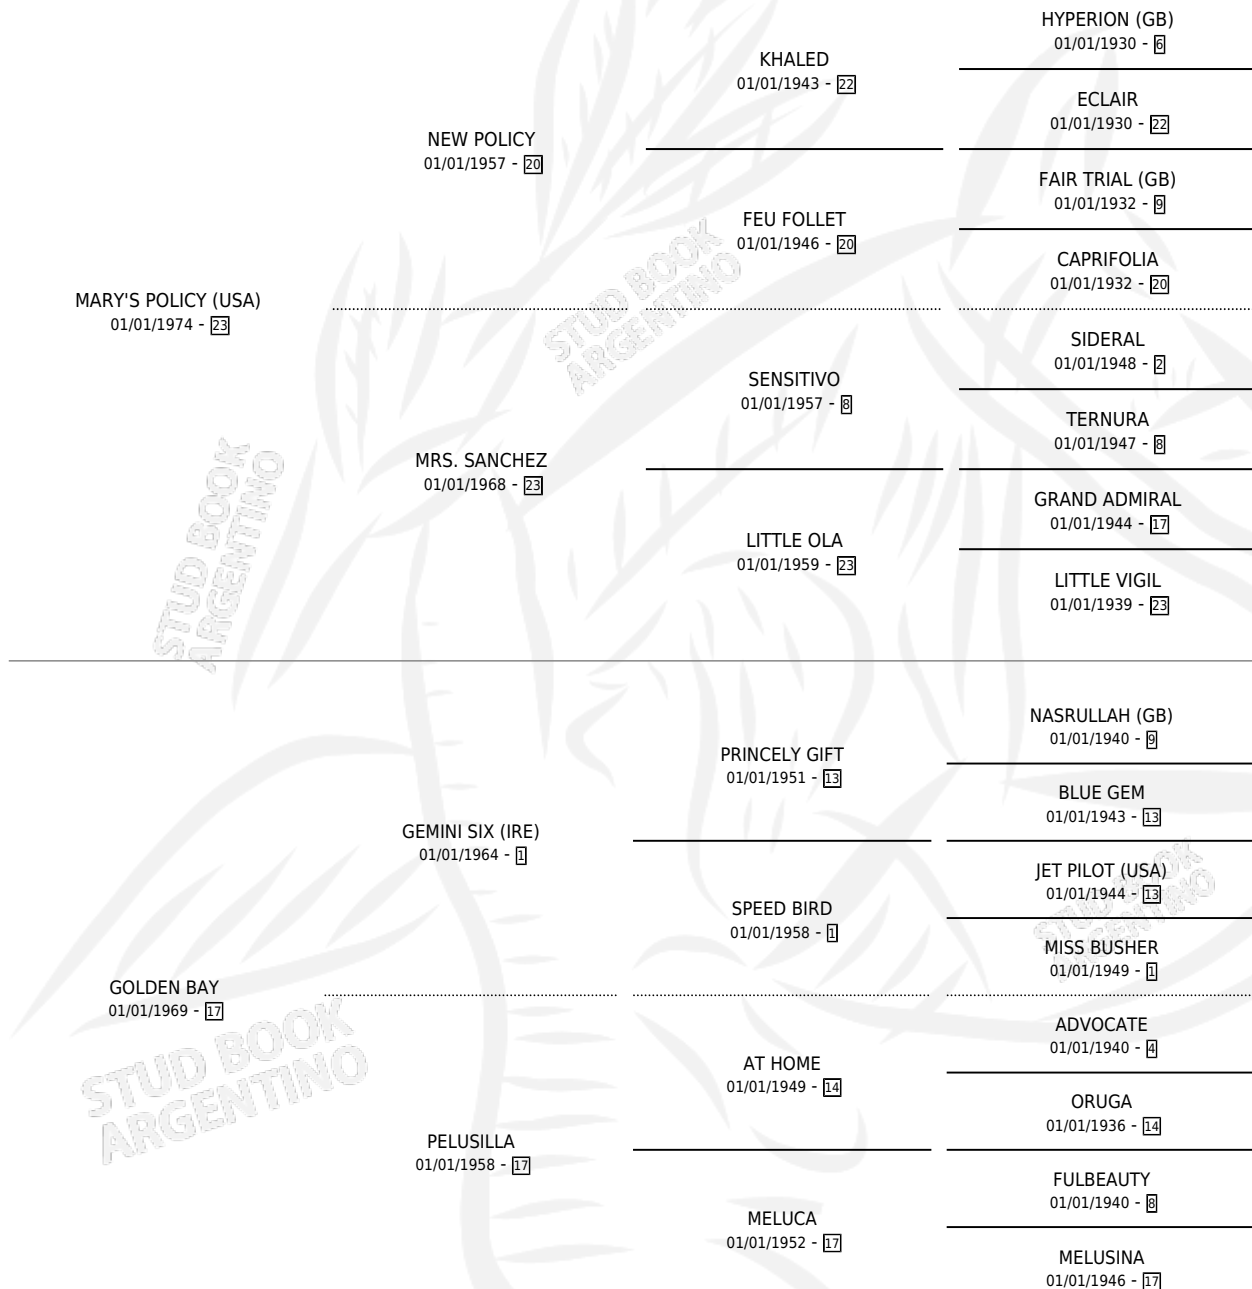 HYPERION (GB)
01/01/1930 - 6
KHALED
01/01/1943 - 22
ECLAIR
01/01/1930 - 22
NEW POLICY
01/01/1957 - 20
FAIR TRIAL (GB)
01/01/1932 - 9
FEU FOLLET
01/01/1946 - 20
CAPRIFOLIA
01/01/1932 - 20
MARY'S POLICY (USA)
01/01/1974 - 23
SIDERAL
01/01/1948 - 2
SENSITIVO
01/01/1957 - 8
TERNURA
01/01/1947 - 8
MRS. SANCHEZ
01/01/1968 - 23
GRAND ADMIRAL
01/01/1944 - 17
LITTLE OLA
01/01/1959 - 23
LITTLE VIGIL
01/01/1939 - 23
STUD BOOK
ARGENTINO
STUD BOOK
ARGENTINO
NASRULLAH (GB)
01/01/1940 - 9
PRINCELY GIFT
01/01/1951 - 13
BLUE GEM
01/01/1943 - 13
GEMINI SIX (IRE)
01/01/1964 - 1
JET PILOT (USA)
01/01/1944 - 13
SPEED BIRD
01/01/1958 - 1
MISS BUSHER
01/01/1949 - 1
STUD BOOK
ARGENTINO
GOLDEN BAY
01/01/1969 - 17
ADVOCATE
01/01/1940 - 4
AT HOME
01/01/1949 - 14
ORUGA
01/01/1936 - 14
STUD BOOK
ARGENTINO
PELUSILLA
01/01/1958 - 17
FULBEAUTY
01/01/1940 - 8
MELUCA
01/01/1952 - 17
MELUSINA
01/01/1946 - 17